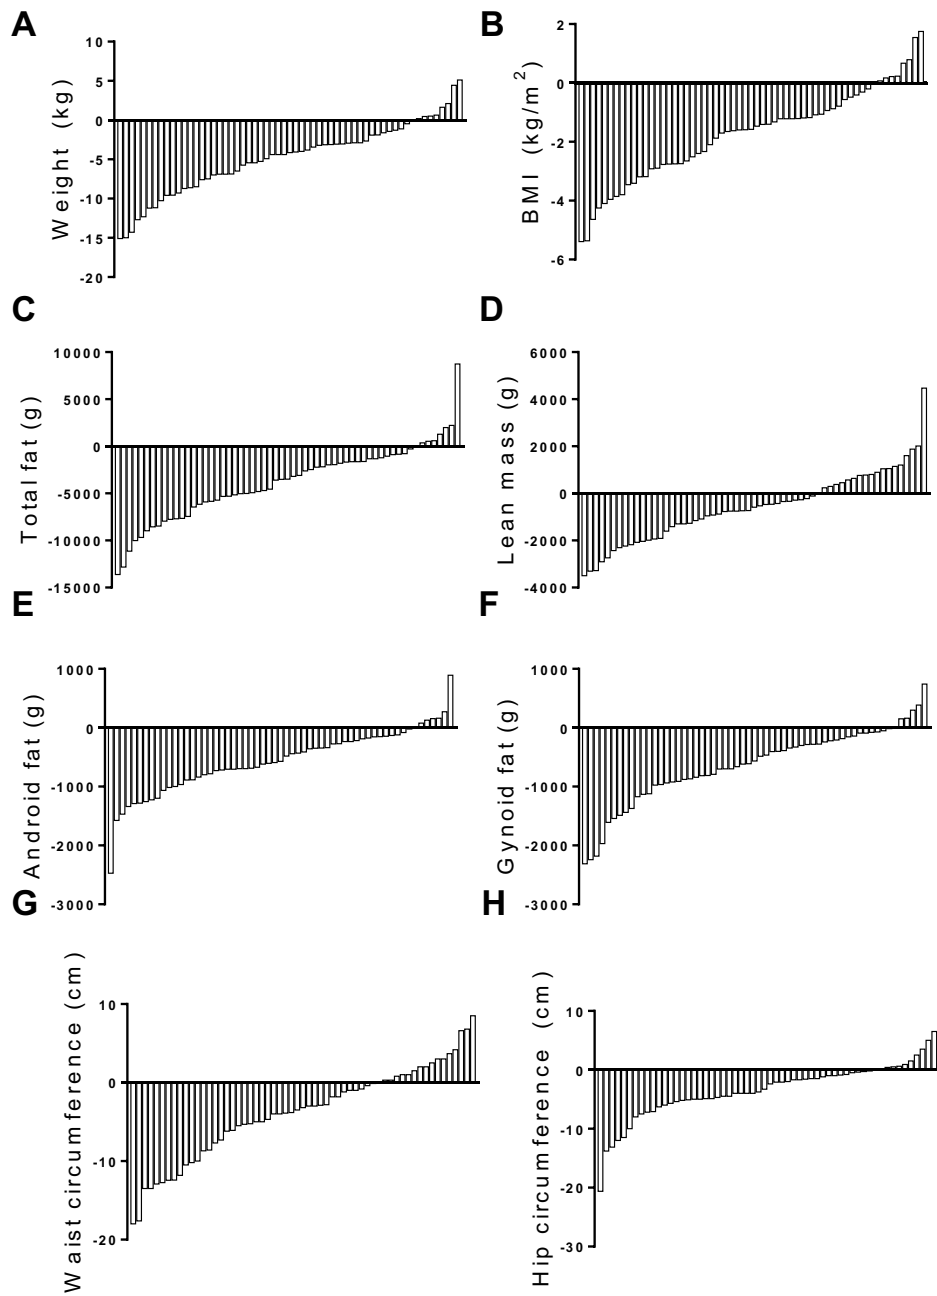 A
Weight (kg)
10
5
0
-5
-10
-15
-20
B
BMI (kg/m²)
2
0
-2
-4
-6
C
Total fat (g)
10000
5000
0
-5000
-10000
-15000
D
Lean mass (g)
6000
4000
2000
0
-2000
-4000
E
Android fat (g)
1000
0
-1000
-2000
-3000
F
Gynoid fat (g)
1000
0
-1000
-2000
-3000
G
Waist circumference (cm)
10
0
-10
-20
H
Hip circumference (cm)
10
0
-10
-20
-30